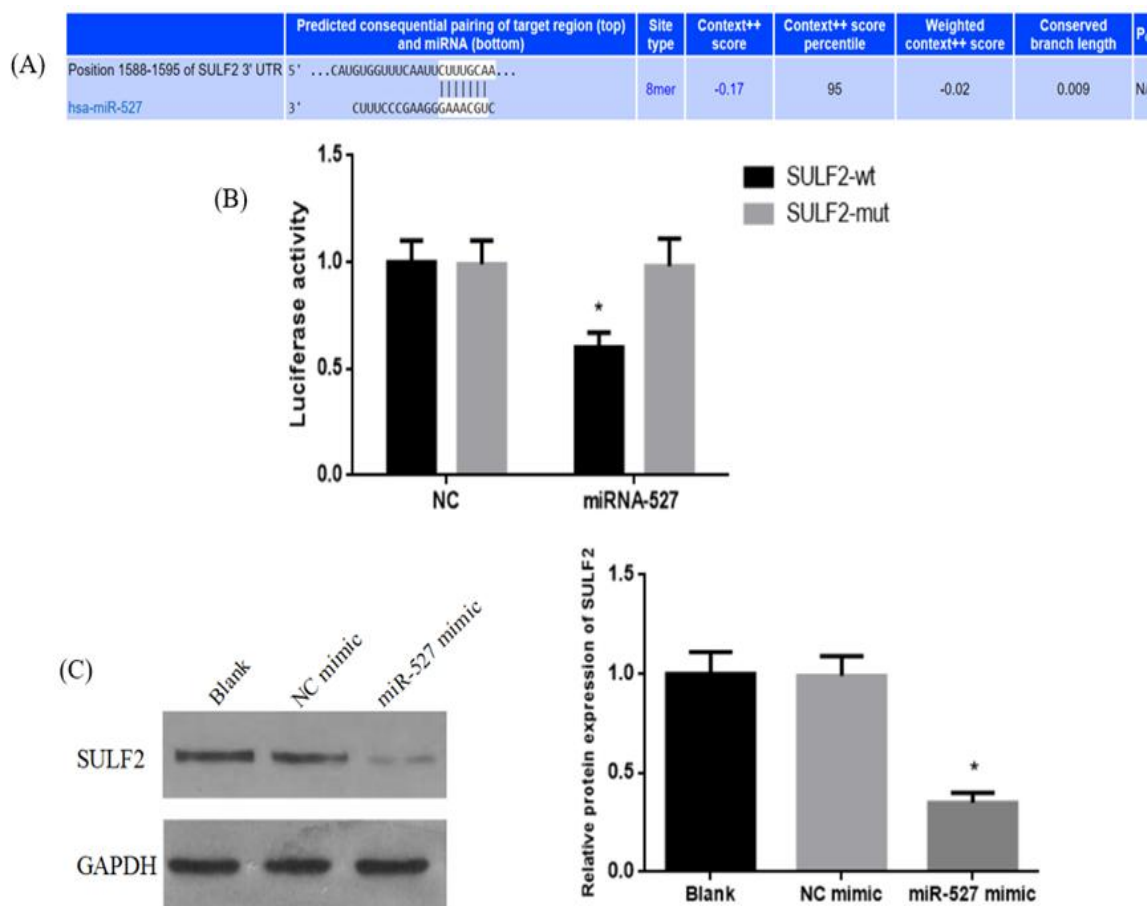 (A)
Predicted consequential pairing of target region (top) and miRNA (bottom)
Site type
Context++ score
Context++ score percentile
Weighted context++ score
Conserved branch length
Position 1588-1595 of SULF2 3' UTR
5' ...CAUGUGGUUUCAAUUCUUUGCAA...
hsa-miR-527
3' CUUUCCCGAAGGGAAACGUC
8mer
-0.17
95
-0.02
0.009
(B)
1.5
1.0
0.5
0.0
Luciferase activity
SULF2-wt
SULF2-mut
*
NC
miRNA-527
(C)
Blank
NC mimic
miR-527 mimic
SULF2
GAPDH
Relative protein expression of SULF2
1.5
1.0
0.5
0.0
*
Blank
NC mimic
miR-527 mimic